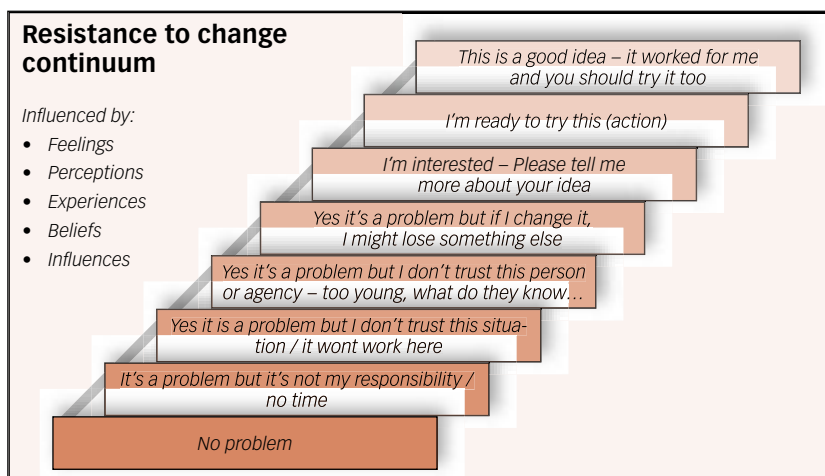 Resistance to change
continuum
Influenced by:
• Feelings
• Perceptions
• Experiences
• Beliefs
• Influences
This is a good idea – it worked for me
and you should try it too
I'm ready to try this (action)
I'm interested – Please tell me
more about your idea
Yes it's a problem but if I change it,
I might lose something else
Yes it's a problem but I don't trust this person
or agency – too young, what do they know…
Yes it is a problem but I don't trust this situa-
tion / it wont work here
It's a problem but it's not my responsibility /
no time
No problem